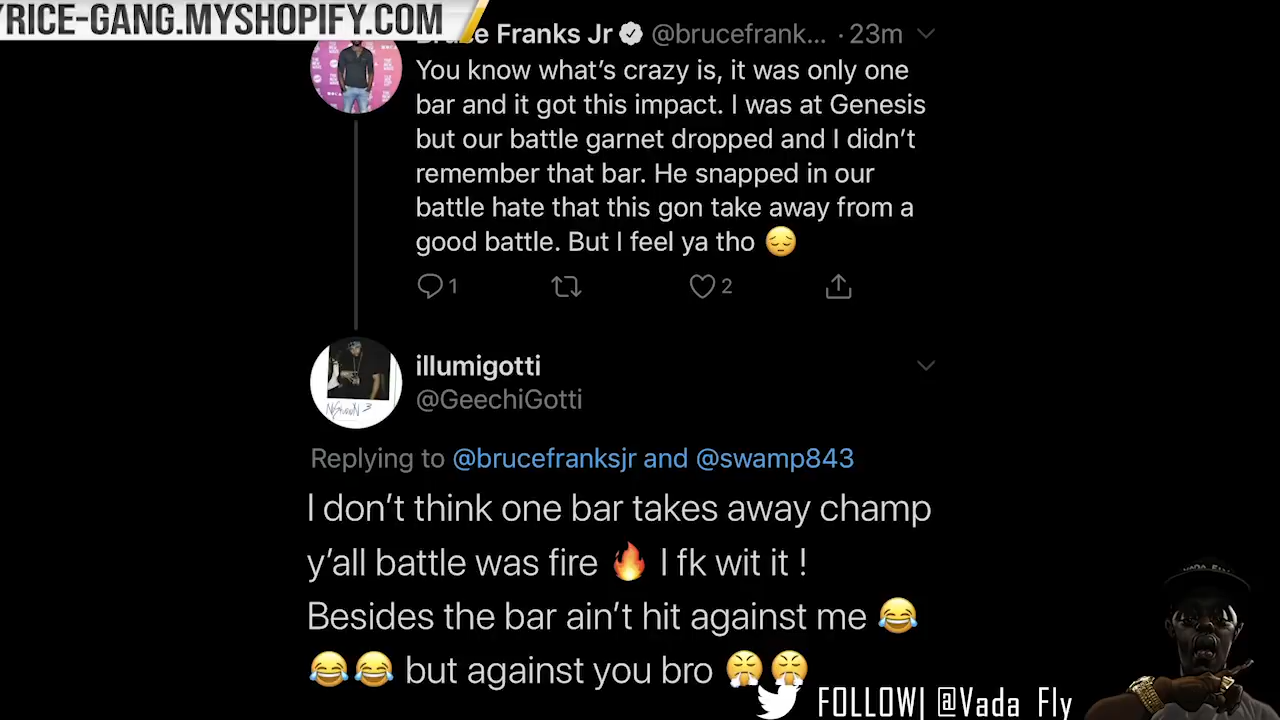 YRICE-GANG.MYSHOPIFY.COM
Bruce Franks Jr @brucefrank... · 23m
You know what's crazy is, it was only one
bar and it got this impact. I was at Genesis
but our battle garnet dropped and I didn't
remember that bar. He snapped in our
battle hate that this gon take away from a
good battle. But I feel ya tho 😔
1 2
illumigotti
@GeechiGotti
Replying to @brucefranksjr and @swamp843
I don't think one bar takes away champ
y'all battle was fire 🔥 I fk wit it !
Besides the bar ain't hit against me 😂
😂😂 but against you bro 😤😤
FOLLOW| @Vada_Fly